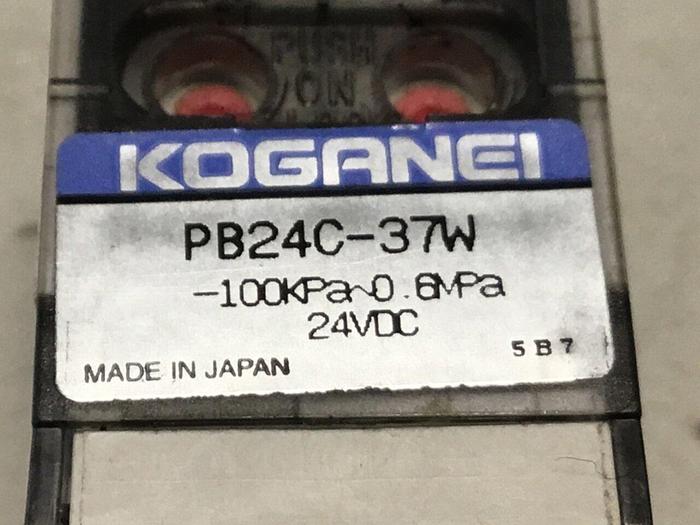 PUSH
ON
KOGANEI
PB24C-37W
-100KPa~0.6MPa
24VDC
5B7
MADE IN JAPAN